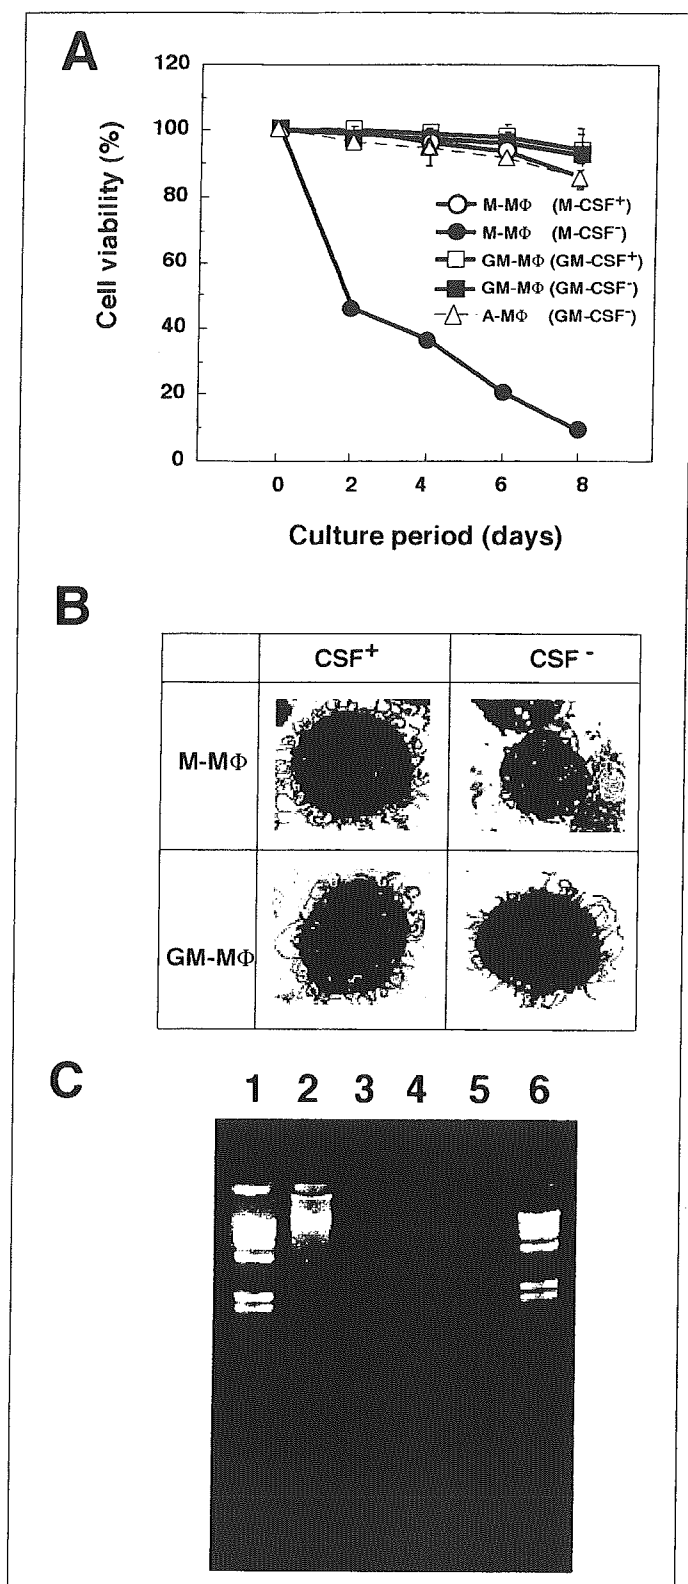 A
120
100
80
60
40
20
0
Cell viability (%)
M-MΦ (M-CSF+)
M-MΦ (M-CSF-)
GM-MΦ (GM-CSF+)
GM-MΦ (GM-CSF-)
A-MΦ (GM-CSF-)
0 2 4 6 8
Culture period (days)
B
CSF+ CSF-
M-MΦ
GM-MΦ
C
1 2 3 4 5 6